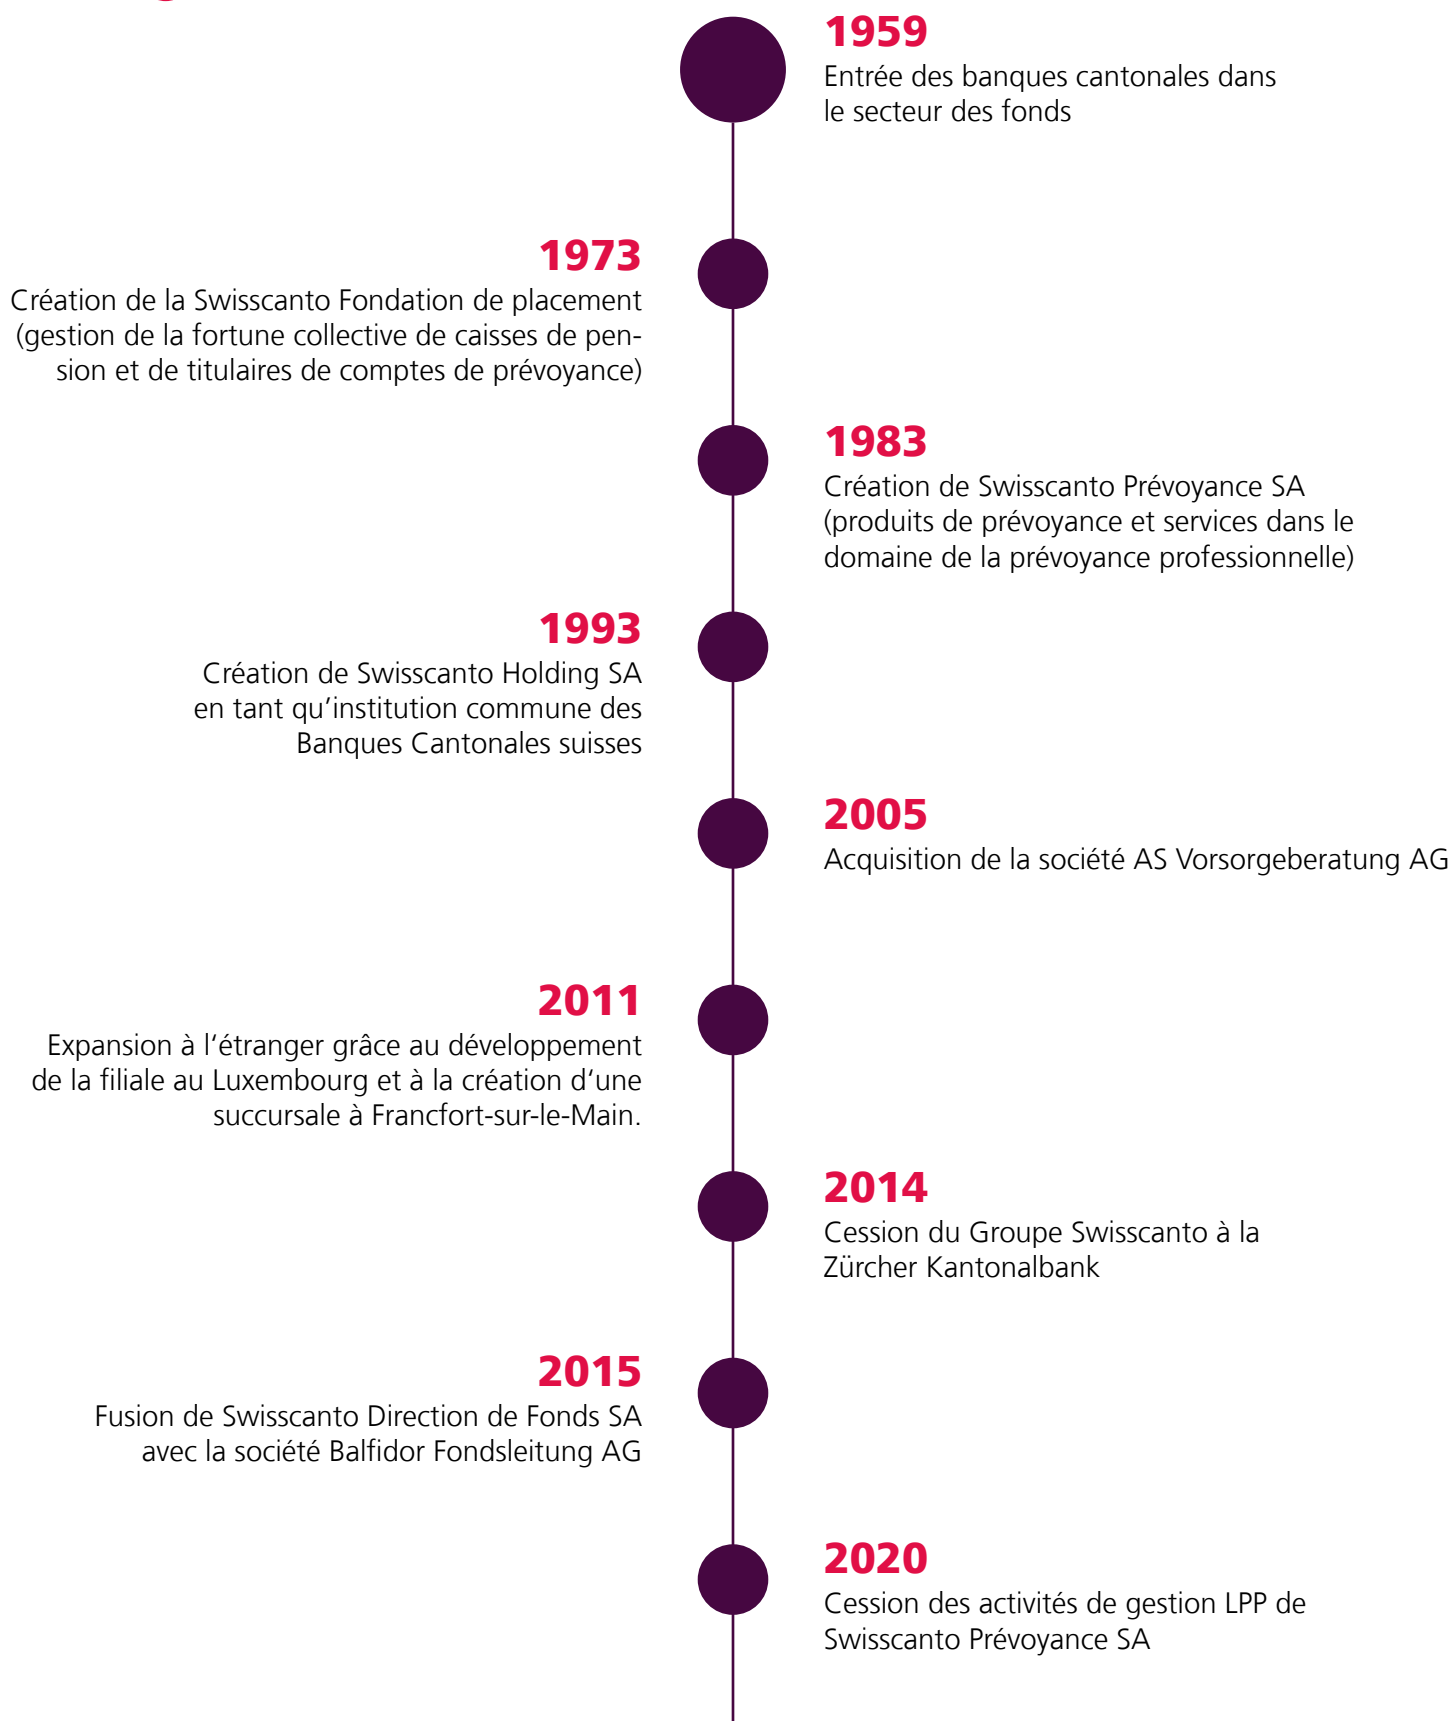 1959
Entrée des banques cantonales dans
le secteur des fonds
1973
Création de la Swisscanto Fondation de placement
(gestion de la fortune collective de caisses de pen-
sion et de titulaires de comptes de prévoyance)
1983
Création de Swisscanto Prévoyance SA
(produits de prévoyance et services dans le
domaine de la prévoyance professionnelle)
1993
Création de Swisscanto Holding SA
en tant qu’institution commune des
Banques Cantonales suisses
2005
Acquisition de la société AS Vorsorgeberatung AG
2011
Expansion à l‘étranger grâce au développement
de la filiale au Luxembourg et à la création d‘une
succursale à Francfort-sur-le-Main.
2014
Cession du Groupe Swisscanto à la
Zürcher Kantonalbank
2015
Fusion de Swisscanto Direction de Fonds SA
avec la société Balfidor Fondsleitung AG
2020
Cession des activités de gestion LPP de
Swisscanto Prévoyance SA